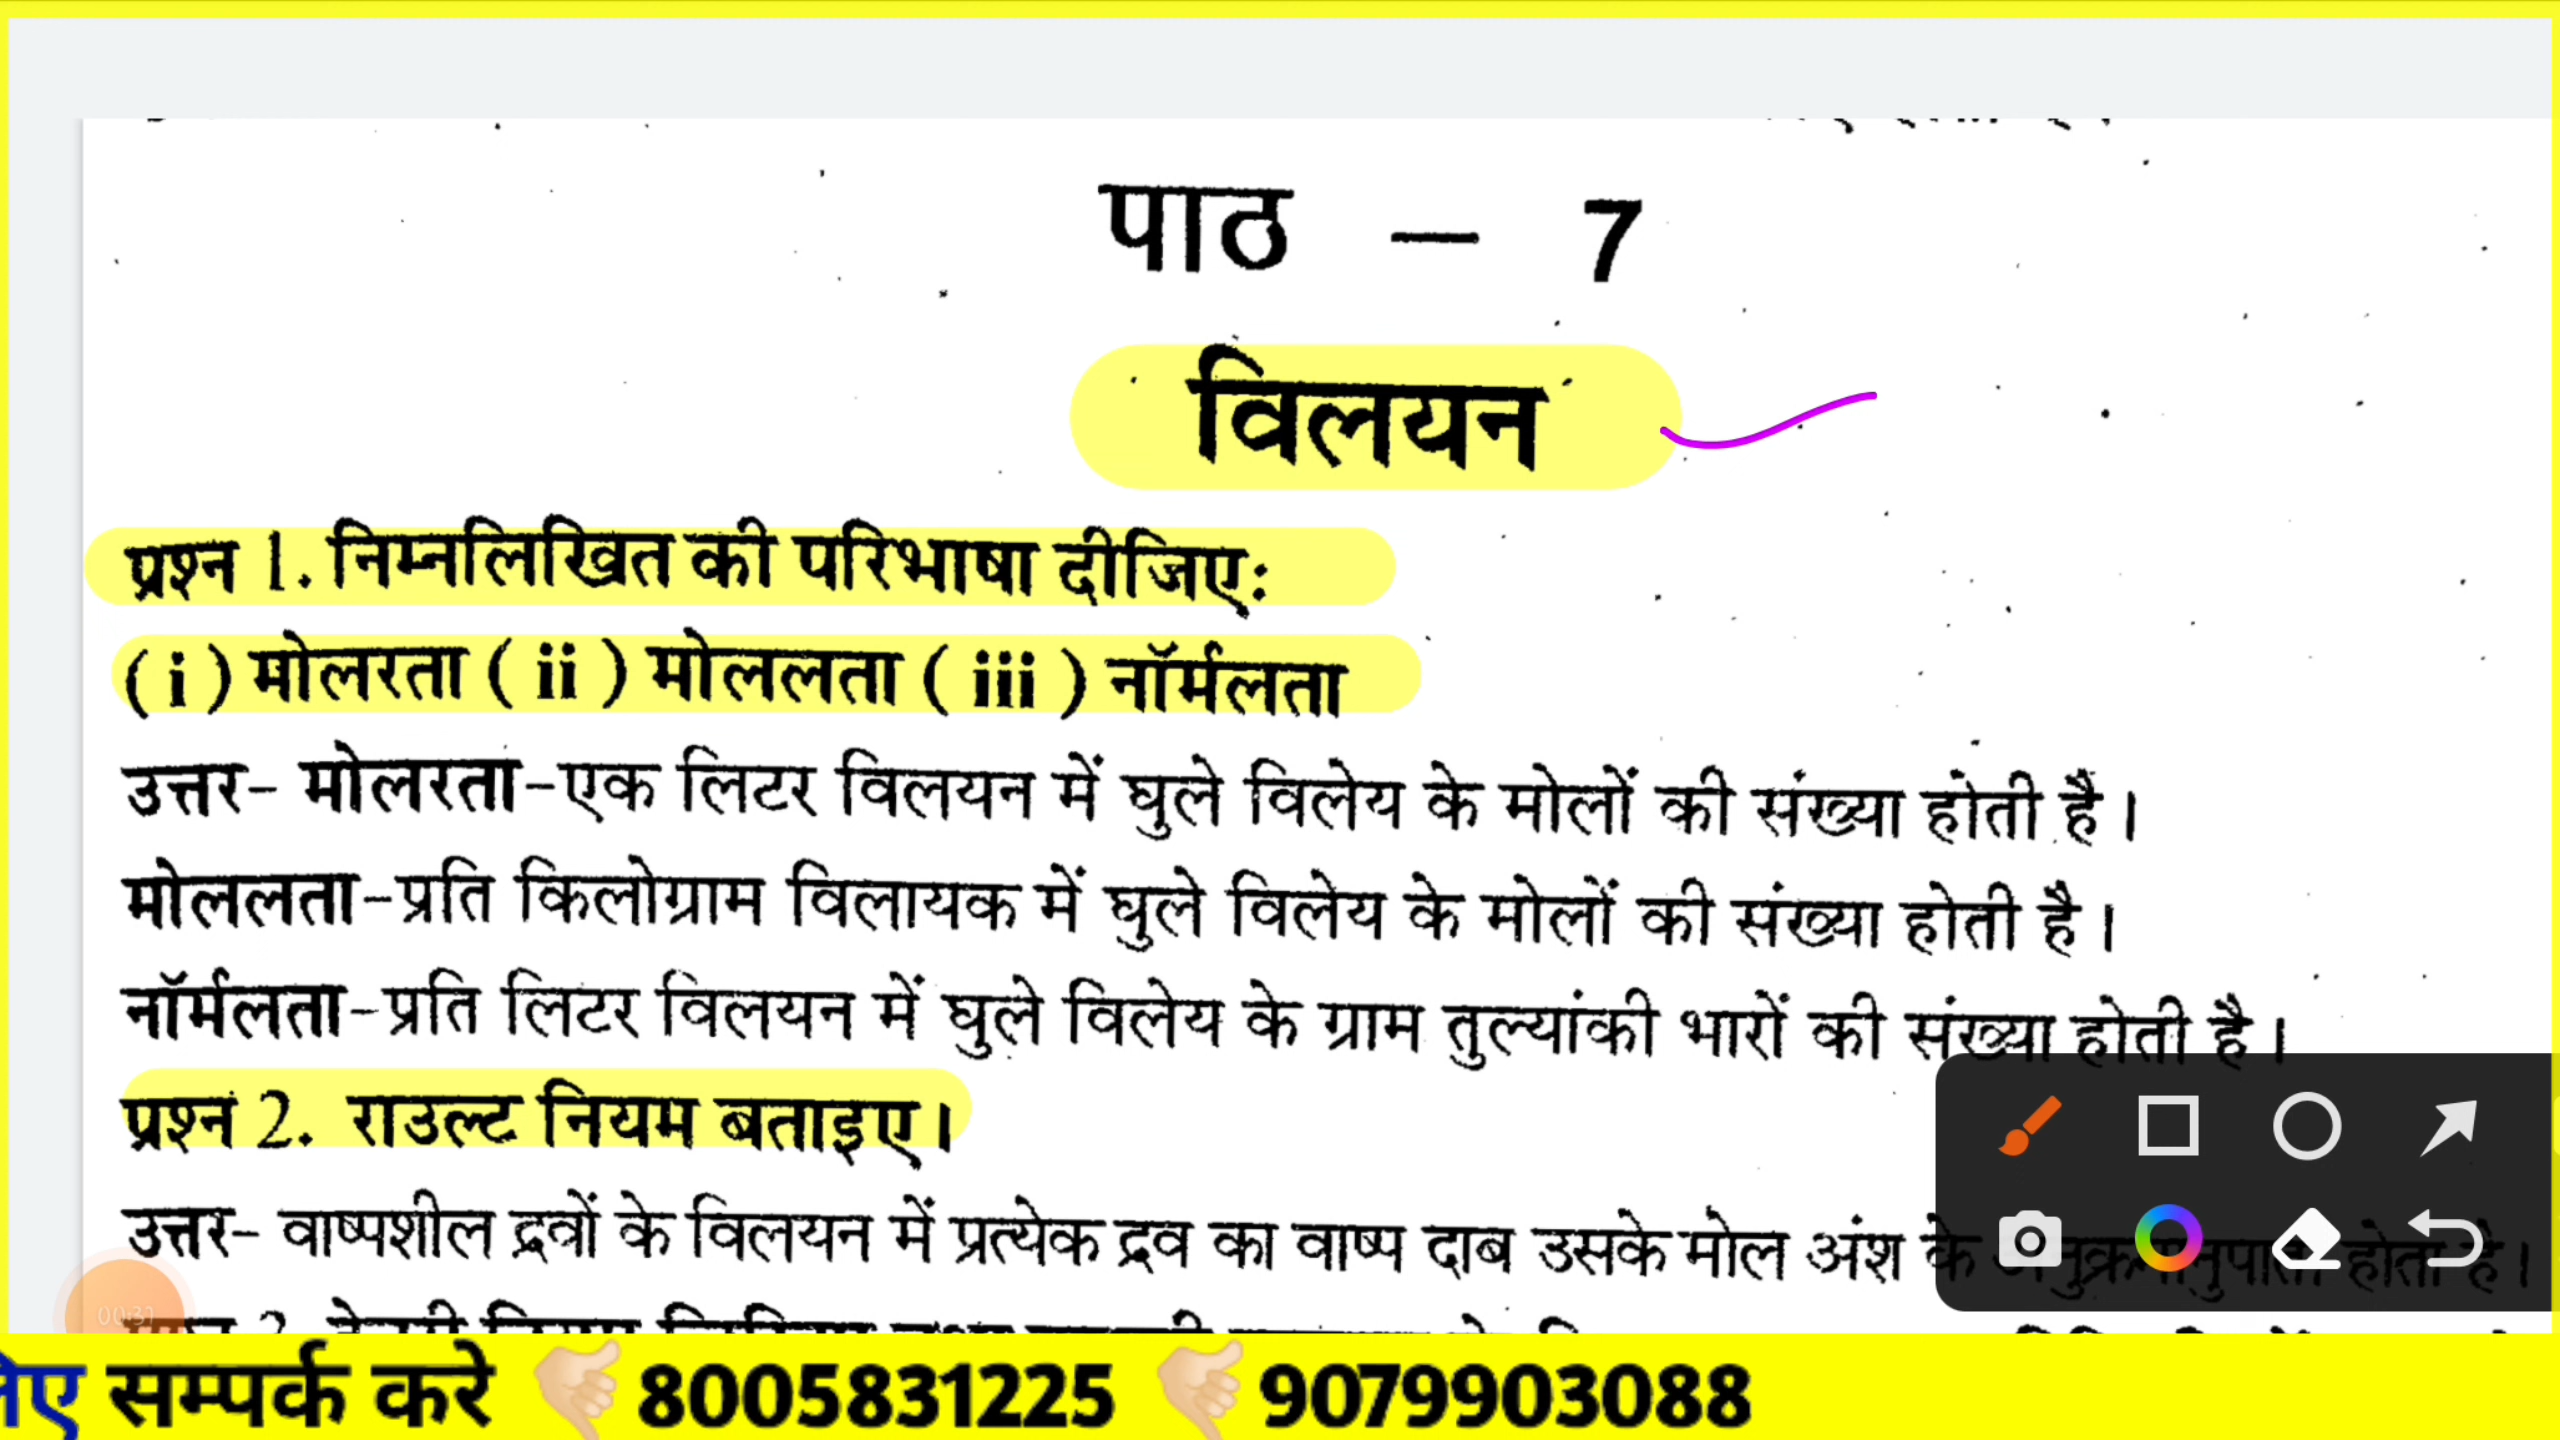 पाठ – 7
विलयन
प्रश्न 1. निम्नलिखित की परिभाषा दीजिए:
( i ) मोलरता ( ii ) मोललता ( iii ) नॉर्मलता
उत्तर- मोलरता-एक लिटर विलयन में घुले विलेय के मोलों की संख्या होती है।
मोललता-प्रति किलोग्राम विलायक में घुले विलेय के मोलों की संख्या होती है।
नॉर्मलता-प्रति लिटर विलयन में घुले विलेय के ग्राम तुल्यांकी भारों की संख्या होती है।
प्रश्न 2. राउल्ट नियम बताइए।
उत्तर- वाष्पशील द्रवों के विलयन में प्रत्येक द्रव का वाष्प दाब उसके मोल अंश के होता है।
00:31
सम्पर्क करे 8005831225 9079903088